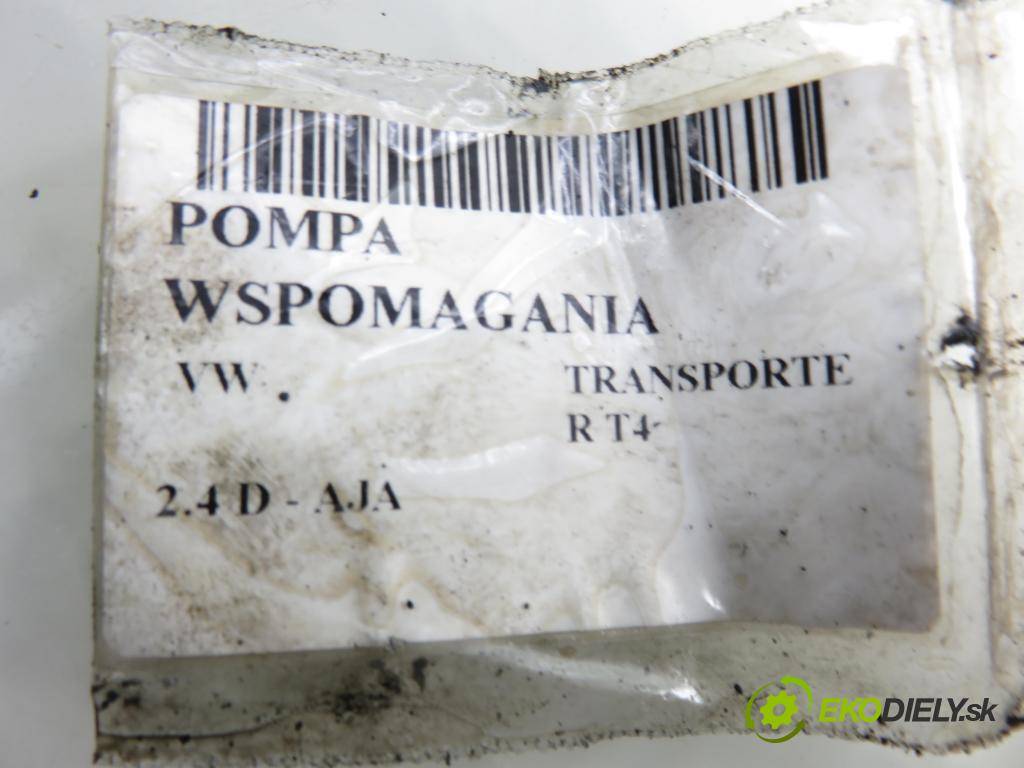 POMPA
WSPOMAGANIA
VW TRANSPORTE
R T4
2.4 D - AJA
EKODIELY.sk